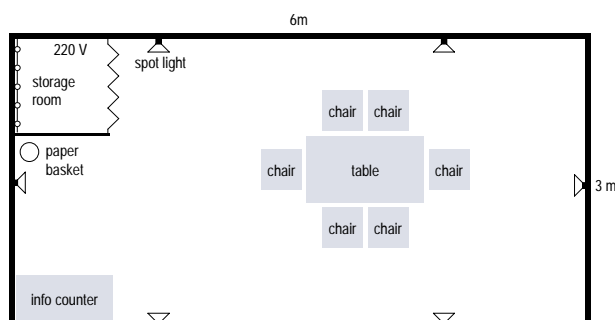 6m
220 V
spot light
storage
room
chair chair
paper
basket
chair table chair
3 m
chair chair
info counter